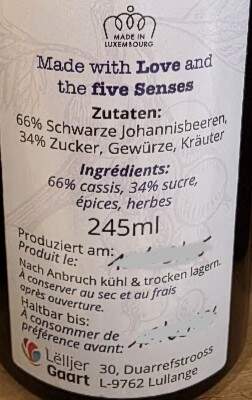 MADE IN
LUXEMBOURG
Made with Love and
the five Senses
Zutaten:
66% Schwarze Johannisbeeren,
34% Zucker, Gewürze, Kräuter
Ingrédients:
66% cassis, 34% sucre,
épices, herbes
245ml
Produziert am:
Produit le:
Nach Anbruch kühl & trocken lagern.
À conserver au sec et au frais
après ouverture.
Haltbar bis:
À consommer de
préférence avant:
Lëlljer
Gaart
30, Duarrefstrooss
L-9762 Lullange